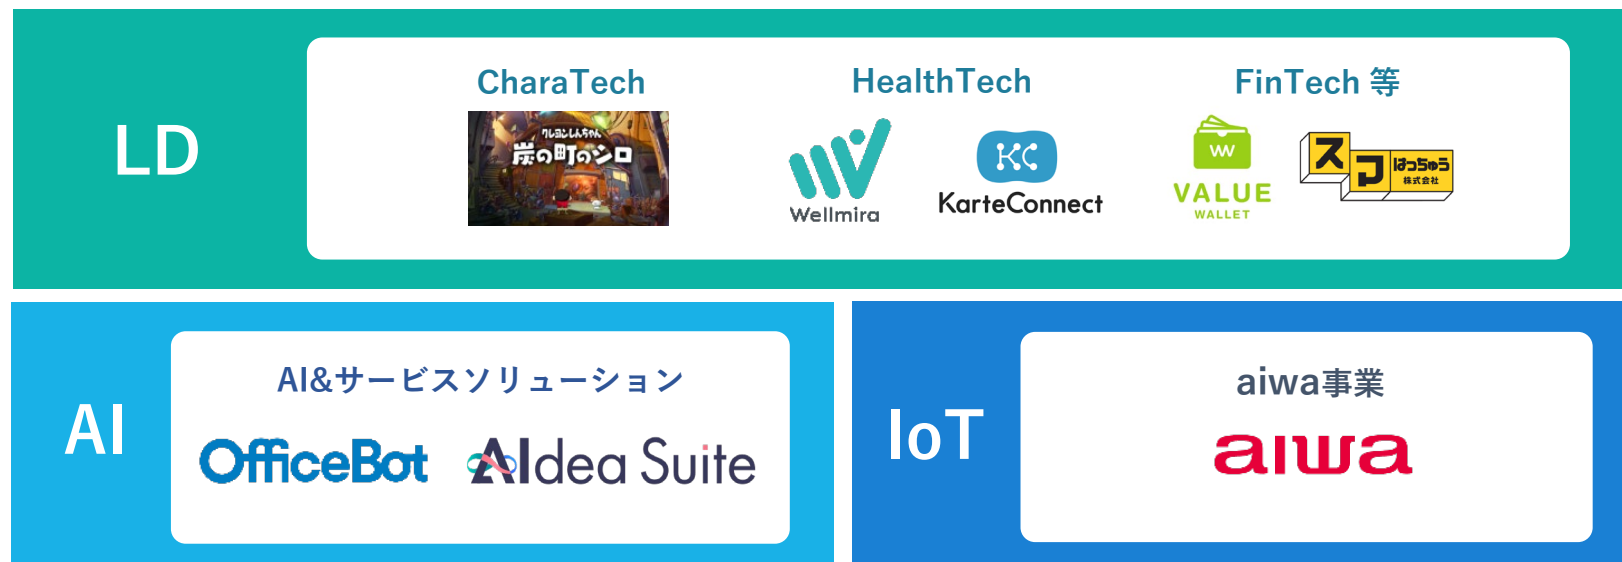 LD
CharaTech
クレヨンしんちゃん
炭の町のシロ
HealthTech
Wellmira
KC
KarteConnect
FinTech 等
VALUE
WALLET
スマ
はっちゅう
株式会社
AI
AI&サービスソリューション
OfficeBot
AIdea Suite
IoT
aiwa事業
aiwa